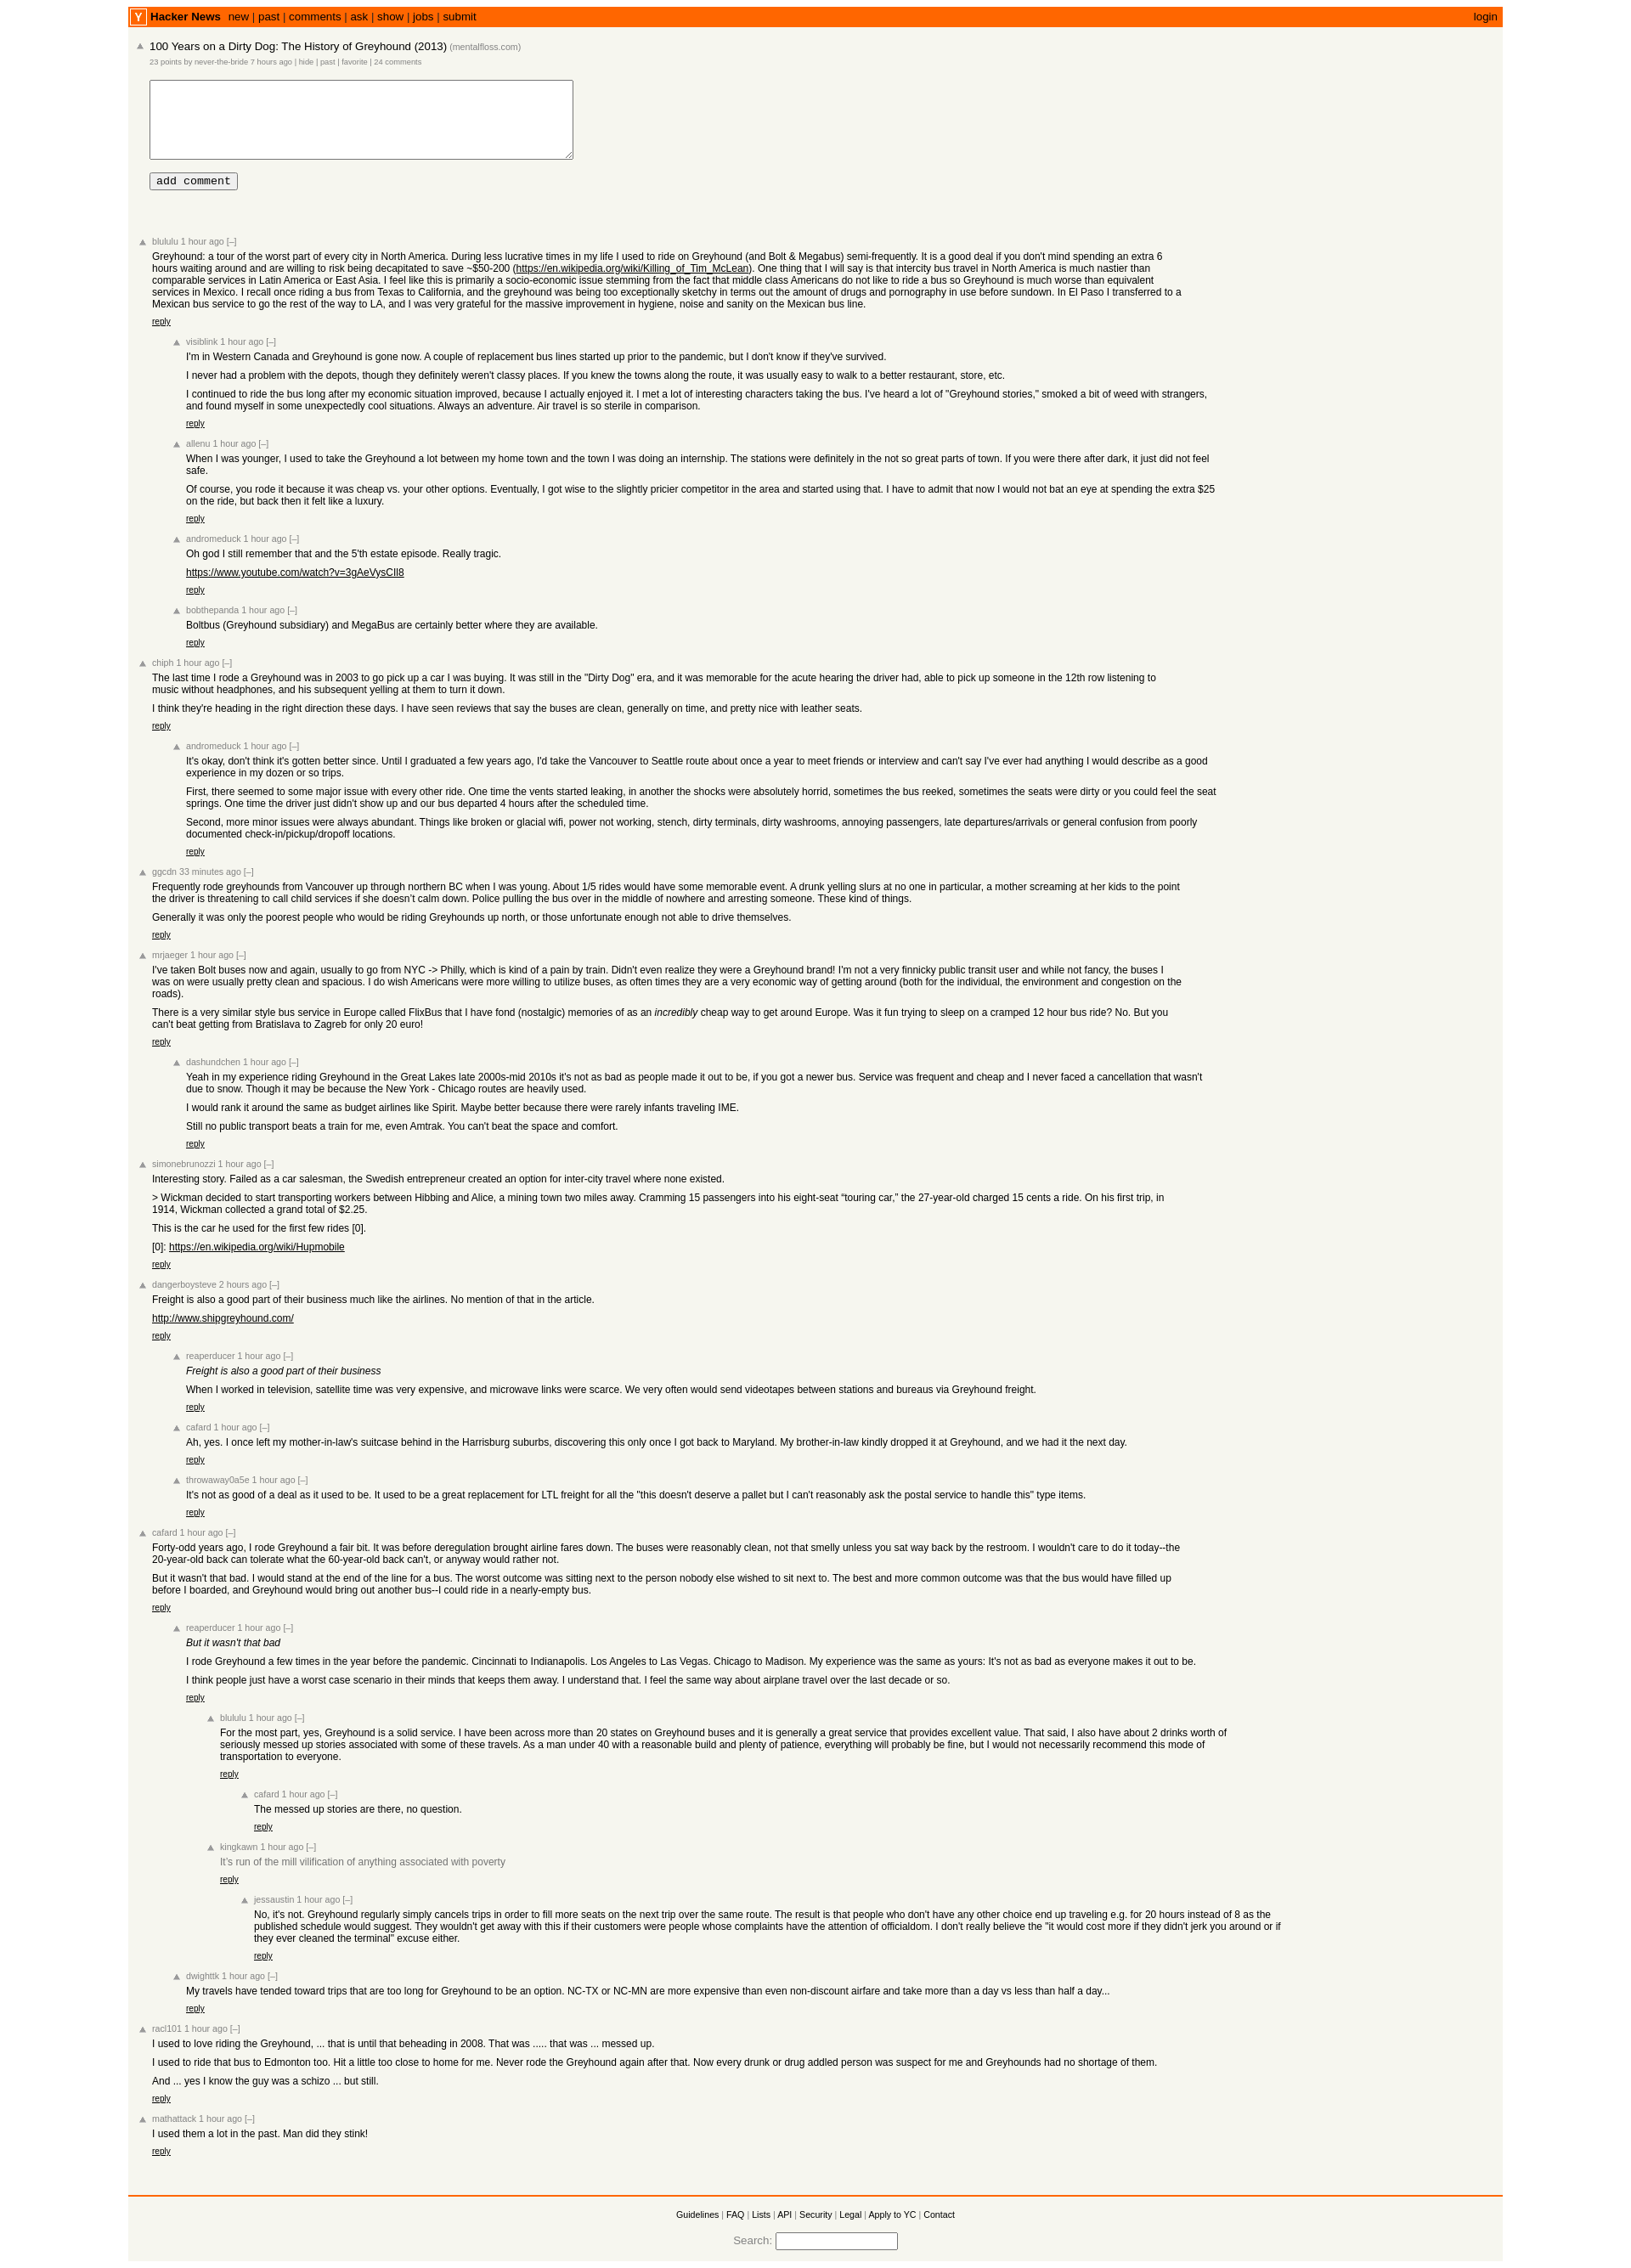 Y Hacker News new | past | comments | ask | show | jobs | submit login
100 Years on a Dirty Dog: The History of Greyhound (2013) (mentalfloss.com)
23 points by never-the-bride 7 hours ago | hide | past | favorite | 24 comments
add comment
blululu 1 hour ago [–]
Greyhound: a tour of the worst part of every city in North America. During less lucrative times in my life I used to ride on Greyhound (and Bolt & Megabus) semi-frequently. It is a good deal if you don't mind spending an extra 6
hours waiting around and are willing to risk being decapitated to save ~$50-200 (https://en.wikipedia.org/wiki/Killing_of_Tim_McLean). One thing that I will say is that intercity bus travel in North America is much nastier than
comparable services in Latin America or East Asia. I feel like this is primarily a socio-economic issue stemming from the fact that middle class Americans do not like to ride a bus so Greyhound is much worse than equivalent
services in Mexico. I recall once riding a bus from Texas to California, and the greyhound was being too exceptionally sketchy in terms out the amount of drugs and pornography in use before sundown. In El Paso I transferred to a
Mexican bus service to go the rest of the way to LA, and I was very grateful for the massive improvement in hygiene, noise and sanity on the Mexican bus line.
reply
visiblink 1 hour ago [–]
I'm in Western Canada and Greyhound is gone now. A couple of replacement bus lines started up prior to the pandemic, but I don't know if they've survived.
I never had a problem with the depots, though they definitely weren't classy places. If you knew the towns along the route, it was usually easy to walk to a better restaurant, store, etc.
I continued to ride the bus long after my economic situation improved, because I actually enjoyed it. I met a lot of interesting characters taking the bus. I've heard a lot of "Greyhound stories," smoked a bit of weed with strangers,
and found myself in some unexpectedly cool situations. Always an adventure. Air travel is so sterile in comparison.
reply
allenu 1 hour ago [–]
When I was younger, I used to take the Greyhound a lot between my home town and the town I was doing an internship. The stations were definitely in the not so great parts of town. If you were there after dark, it just did not feel
safe.
Of course, you rode it because it was cheap vs. your other options. Eventually, I got wise to the slightly pricier competitor in the area and started using that. I have to admit that now I would not bat an eye at spending the extra $25
on the ride, but back then it felt like a luxury.
reply
andromeduck 1 hour ago [–]
Oh god I still remember that and the 5'th estate episode. Really tragic.
https://www.youtube.com/watch?v=3gAeVysCIl8
reply
bobthepanda 1 hour ago [–]
Boltbus (Greyhound subsidiary) and MegaBus are certainly better where they are available.
reply
chiph 1 hour ago [–]
The last time I rode a Greyhound was in 2003 to go pick up a car I was buying. It was still in the "Dirty Dog" era, and it was memorable for the acute hearing the driver had, able to pick up someone in the 12th row listening to
music without headphones, and his subsequent yelling at them to turn it down.
I think they're heading in the right direction these days. I have seen reviews that say the buses are clean, generally on time, and pretty nice with leather seats.
reply
andromeduck 1 hour ago [–]
It's okay, don't think it's gotten better since. Until I graduated a few years ago, I'd take the Vancouver to Seattle route about once a year to meet friends or interview and can't say I've ever had anything I would describe as a good
experience in my dozen or so trips.
First, there seemed to some major issue with every other ride. One time the vents started leaking, in another the shocks were absolutely horrid, sometimes the bus reeked, sometimes the seats were dirty or you could feel the seat
springs. One time the driver just didn't show up and our bus departed 4 hours after the scheduled time.
Second, more minor issues were always abundant. Things like broken or glacial wifi, power not working, stench, dirty terminals, dirty washrooms, annoying passengers, late departures/arrivals or general confusion from poorly
documented check-in/pickup/dropoff locations.
reply
ggcdn 33 minutes ago [–]
Frequently rode greyhounds from Vancouver up through northern BC when I was young. About 1/5 rides would have some memorable event. A drunk yelling slurs at no one in particular, a mother screaming at her kids to the point
the driver is threatening to call child services if she doesn’t calm down. Police pulling the bus over in the middle of nowhere and arresting someone. These kind of things.
Generally it was only the poorest people who would be riding Greyhounds up north, or those unfortunate enough not able to drive themselves.
reply
mrjaeger 1 hour ago [–]
I've taken Bolt buses now and again, usually to go from NYC -> Philly, which is kind of a pain by train. Didn't even realize they were a Greyhound brand! I'm not a very finnicky public transit user and while not fancy, the buses I
was on were usually pretty clean and spacious. I do wish Americans were more willing to utilize buses, as often times they are a very economic way of getting around (both for the individual, the environment and congestion on the
roads).
There is a very similar style bus service in Europe called FlixBus that I have fond (nostalgic) memories of as an incredibly cheap way to get around Europe. Was it fun trying to sleep on a cramped 12 hour bus ride? No. But you
can't beat getting from Bratislava to Zagreb for only 20 euro!
reply
dashundchen 1 hour ago [–]
Yeah in my experience riding Greyhound in the Great Lakes late 2000s-mid 2010s it's not as bad as people made it out to be, if you got a newer bus. Service was frequent and cheap and I never faced a cancellation that wasn't
due to snow. Though it may be because the New York - Chicago routes are heavily used.
I would rank it around the same as budget airlines like Spirit. Maybe better because there were rarely infants traveling IME.
Still no public transport beats a train for me, even Amtrak. You can't beat the space and comfort.
reply
simonebrunozzi 1 hour ago [–]
Interesting story. Failed as a car salesman, the Swedish entrepreneur created an option for inter-city travel where none existed.
> Wickman decided to start transporting workers between Hibbing and Alice, a mining town two miles away. Cramming 15 passengers into his eight-seat “touring car,” the 27-year-old charged 15 cents a ride. On his first trip, in
1914, Wickman collected a grand total of $2.25.
This is the car he used for the first few rides [0].
[0]: https://en.wikipedia.org/wiki/Hupmobile
reply
dangerboysteve 2 hours ago [–]
Freight is also a good part of their business much like the airlines. No mention of that in the article.
http://www.shipgreyhound.com/
reply
reaperducer 1 hour ago [–]
Freight is also a good part of their business
When I worked in television, satellite time was very expensive, and microwave links were scarce. We very often would send videotapes between stations and bureaus via Greyhound freight.
reply
cafard 1 hour ago [–]
Ah, yes. I once left my mother-in-law's suitcase behind in the Harrisburg suburbs, discovering this only once I got back to Maryland. My brother-in-law kindly dropped it at Greyhound, and we had it the next day.
reply
throwaway0a5e 1 hour ago [–]
It's not as good of a deal as it used to be. It used to be a great replacement for LTL freight for all the "this doesn't deserve a pallet but I can't reasonably ask the postal service to handle this" type items.
reply
cafard 1 hour ago [–]
Forty-odd years ago, I rode Greyhound a fair bit. It was before deregulation brought airline fares down. The buses were reasonably clean, not that smelly unless you sat way back by the restroom. I wouldn't care to do it today--the
20-year-old back can tolerate what the 60-year-old back can't, or anyway would rather not.
But it wasn't that bad. I would stand at the end of the line for a bus. The worst outcome was sitting next to the person nobody else wished to sit next to. The best and more common outcome was that the bus would have filled up
before I boarded, and Greyhound would bring out another bus--I could ride in a nearly-empty bus.
reply
reaperducer 1 hour ago [–]
But it wasn't that bad
I rode Greyhound a few times in the year before the pandemic. Cincinnati to Indianapolis. Los Angeles to Las Vegas. Chicago to Madison. My experience was the same as yours: It's not as bad as everyone makes it out to be.
I think people just have a worst case scenario in their minds that keeps them away. I understand that. I feel the same way about airplane travel over the last decade or so.
reply
blululu 1 hour ago [–]
For the most part, yes, Greyhound is a solid service. I have been across more than 20 states on Greyhound buses and it is generally a great service that provides excellent value. That said, I also have about 2 drinks worth of
seriously messed up stories associated with some of these travels. As a man under 40 with a reasonable build and plenty of patience, everything will probably be fine, but I would not necessarily recommend this mode of
transportation to everyone.
reply
cafard 1 hour ago [–]
The messed up stories are there, no question.
reply
kingkawn 1 hour ago [–]
It’s run of the mill vilification of anything associated with poverty
reply
jessaustin 1 hour ago [–]
No, it's not. Greyhound regularly simply cancels trips in order to fill more seats on the next trip over the same route. The result is that people who don't have any other choice end up traveling e.g. for 20 hours instead of 8 as the
published schedule would suggest. They wouldn't get away with this if their customers were people whose complaints have the attention of officialdom. I don't really believe the "it would cost more if they didn't jerk you around or if
they ever cleaned the terminal" excuse either.
reply
dwighttk 1 hour ago [–]
My travels have tended toward trips that are too long for Greyhound to be an option. NC-TX or NC-MN are more expensive than even non-discount airfare and take more than a day vs less than half a day...
reply
racl101 1 hour ago [–]
I used to love riding the Greyhound, ... that is until that beheading in 2008. That was ..... that was ... messed up.
I used to ride that bus to Edmonton too. Hit a little too close to home for me. Never rode the Greyhound again after that. Now every drunk or drug addled person was suspect for me and Greyhounds had no shortage of them.
And ... yes I know the guy was a schizo ... but still.
reply
mathattack 1 hour ago [–]
I used them a lot in the past. Man did they stink!
reply
Guidelines | FAQ | Lists | API | Security | Legal | Apply to YC | Contact
Search: